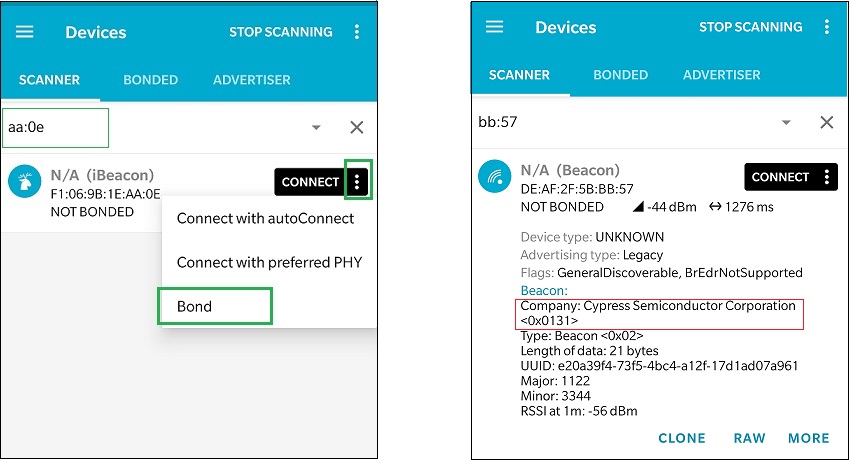 Devices
STOP SCANNING
SCANNER BONDED ADVERTISER
aa:0e
N/A (iBeacon)
F1:06:9B:1E:AA:0E
NOT BONDED
CONNECT
Connect with autoConnect
Connect with preferred PHY
Bond
Devices
STOP SCANNING
SCANNER BONDED ADVERTISER
bb:57
N/A (Beacon)
DE:AF:2F:5B:BB:57
CONNECT
NOT BONDED -44 dBm 1276 ms
Device type: UNKNOWN
Advertising type: Legacy
Flags: GeneralDiscoverable, BrEdrNotSupported
Beacon:
Company: Cypress Semiconductor Corporation
<0x0131>
Type: Beacon <0x02>
Length of data: 21 bytes
UUID: e20a39f4-73f5-4bc4-a12f-17d1ad07a961
Major: 1122
Minor: 3344
RSSI at 1m: -56 dBm
CLONE RAW MORE